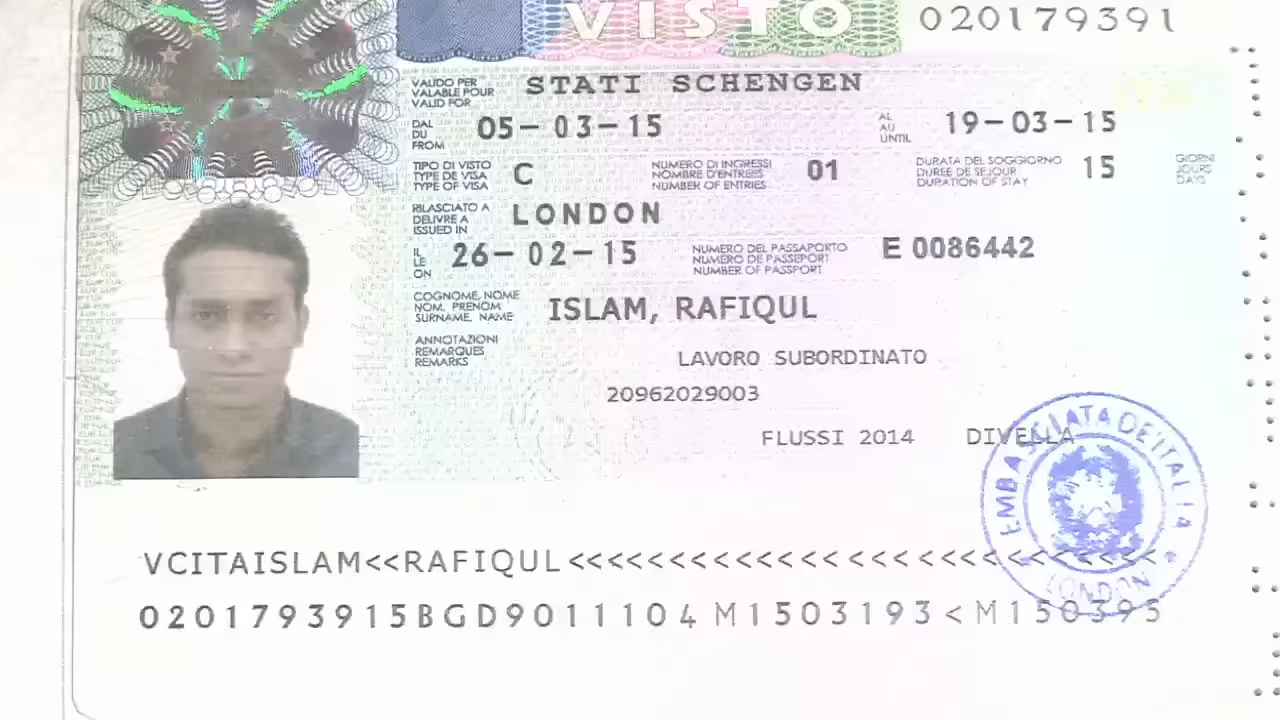 VISTO 020179391
VALIDO PER
VALABLE POUR
VALID FOR
STATI SCHENGEN
DAL
DU
FROM
05-03-15
AL
AU
UNTIL
19-03-15
TIPO DI VISTO
TYPE DE VISA
TYPE OF VISA
C
NUMERO DI INGRESSI
NOMBRE D'ENTREES
NUMBER OF ENTRIES
01
DURATA DEL SOGGIORNO
DUREE DE SEJOUR
DURATION OF STAY
15
GIORNI
JOURS
DAYS
RILASCIATO A
DELIVRE A
ISSUED IN
LONDON
IL
LE
ON
26-02-15
NUMERO DEL PASSAPORTO
NUMERO DE PASSEPORT
NUMBER OF PASSPORT
E 0086442
COGNOME, NOME
NOM, PRENOM
SURNAME, NAME
ISLAM, RAFIQUL
ANNOTAZIONI
REMARQUES
REMARKS
LAVORO SUBORDINATO
20962029003
FLUSSI 2014 DIVELLA
AMBASCIATA D'ITALIA
LONDON
VCITAISLAM<<RAFIQUL<<<<<<<<<<<<<<<<<<<<<<<<<
0201793915BGD9011104M1503193<M150395